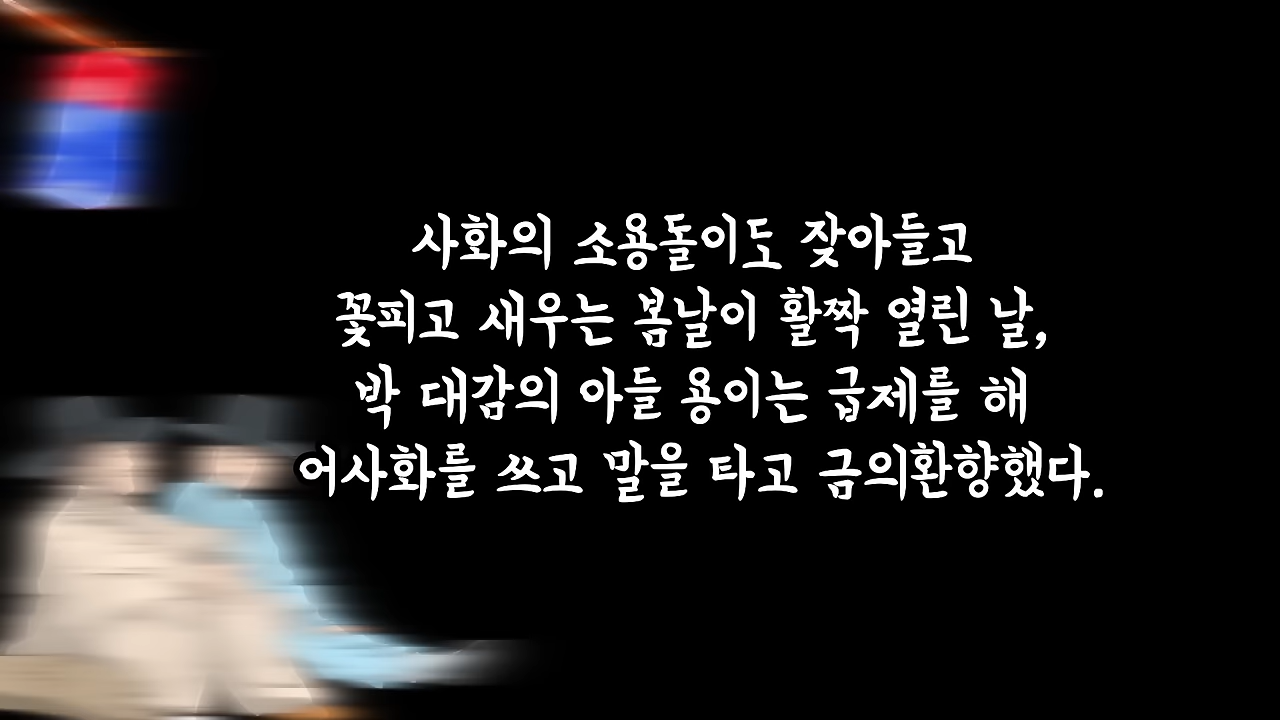 사화의 소용돌이도 잦아들고
꽃피고 새우는 봄날이 활짝 열린 날,
박 대감의 아들 용이는 급제를 해
어사화를 쓰고 말을 타고 금의환향했다.